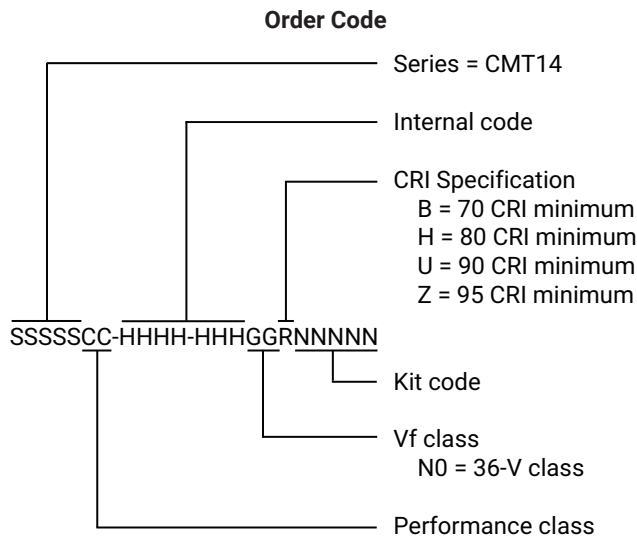 Order Code
Series = CMT14
Internal code
CRI Specification
B = 70 CRI minimum
H = 80 CRI minimum
U = 90 CRI minimum
Z = 95 CRI minimum
SSSSSCC-HHHH-HHHGGRNNNNN
Kit code
Vf class
N0 = 36-V class
Performance class